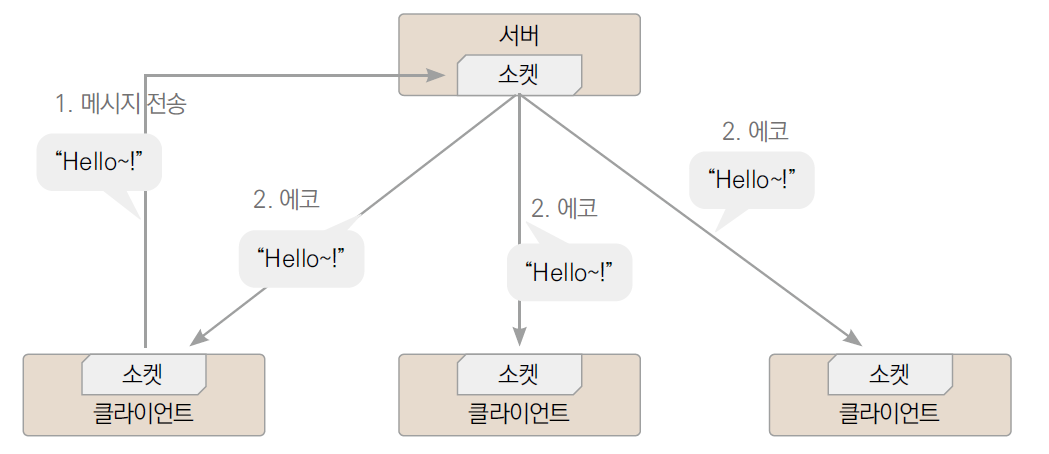 서버
소켓
1. 메시지 전송
“Hello~!”
2. 에코
“Hello~!”
2. 에코
“Hello~!”
2. 에코
“Hello~!”
소켓
클라이언트
소켓
클라이언트
소켓
클라이언트